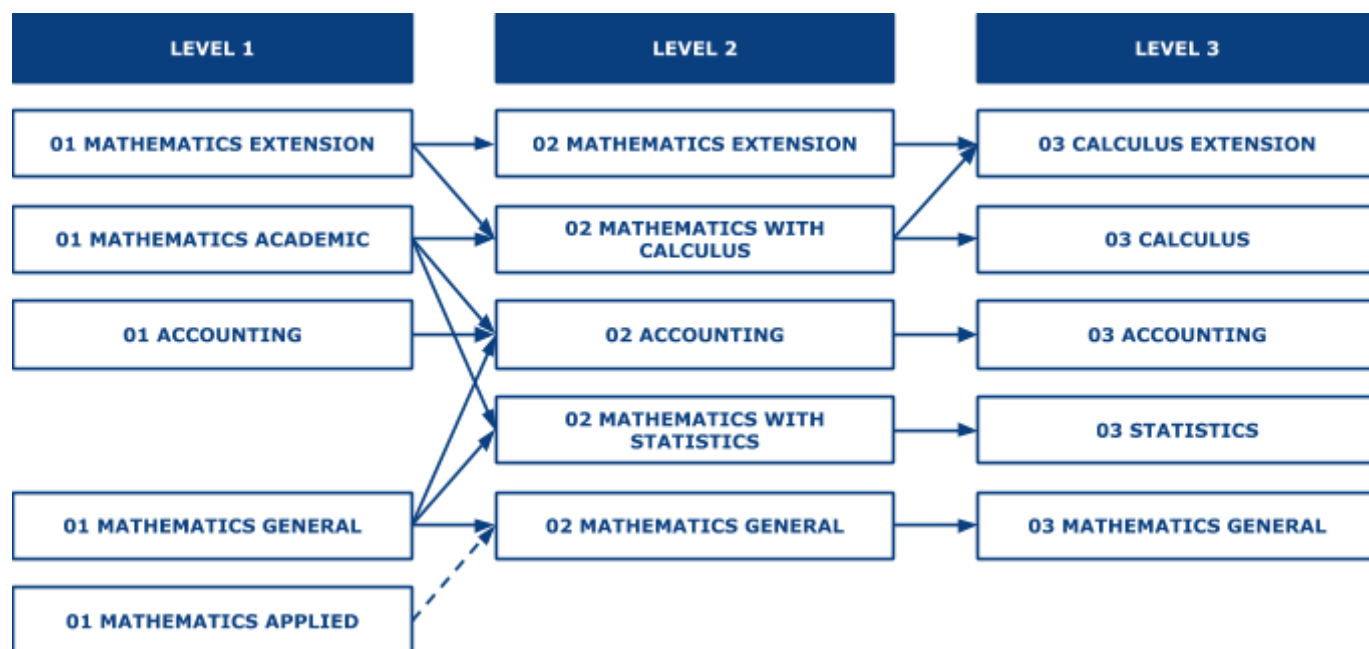 LEVEL 1
LEVEL 2
LEVEL 3
01 MATHEMATICS EXTENSION
02 MATHEMATICS EXTENSION
03 CALCULUS EXTENSION
01 MATHEMATICS ACADEMIC
02 MATHEMATICS WITH
CALCULUS
03 CALCULUS
01 ACCOUNTING
02 ACCOUNTING
03 ACCOUNTING
02 MATHEMATICS WITH
STATISTICS
03 STATISTICS
01 MATHEMATICS GENERAL
02 MATHEMATICS GENERAL
03 MATHEMATICS GENERAL
01 MATHEMATICS APPLIED